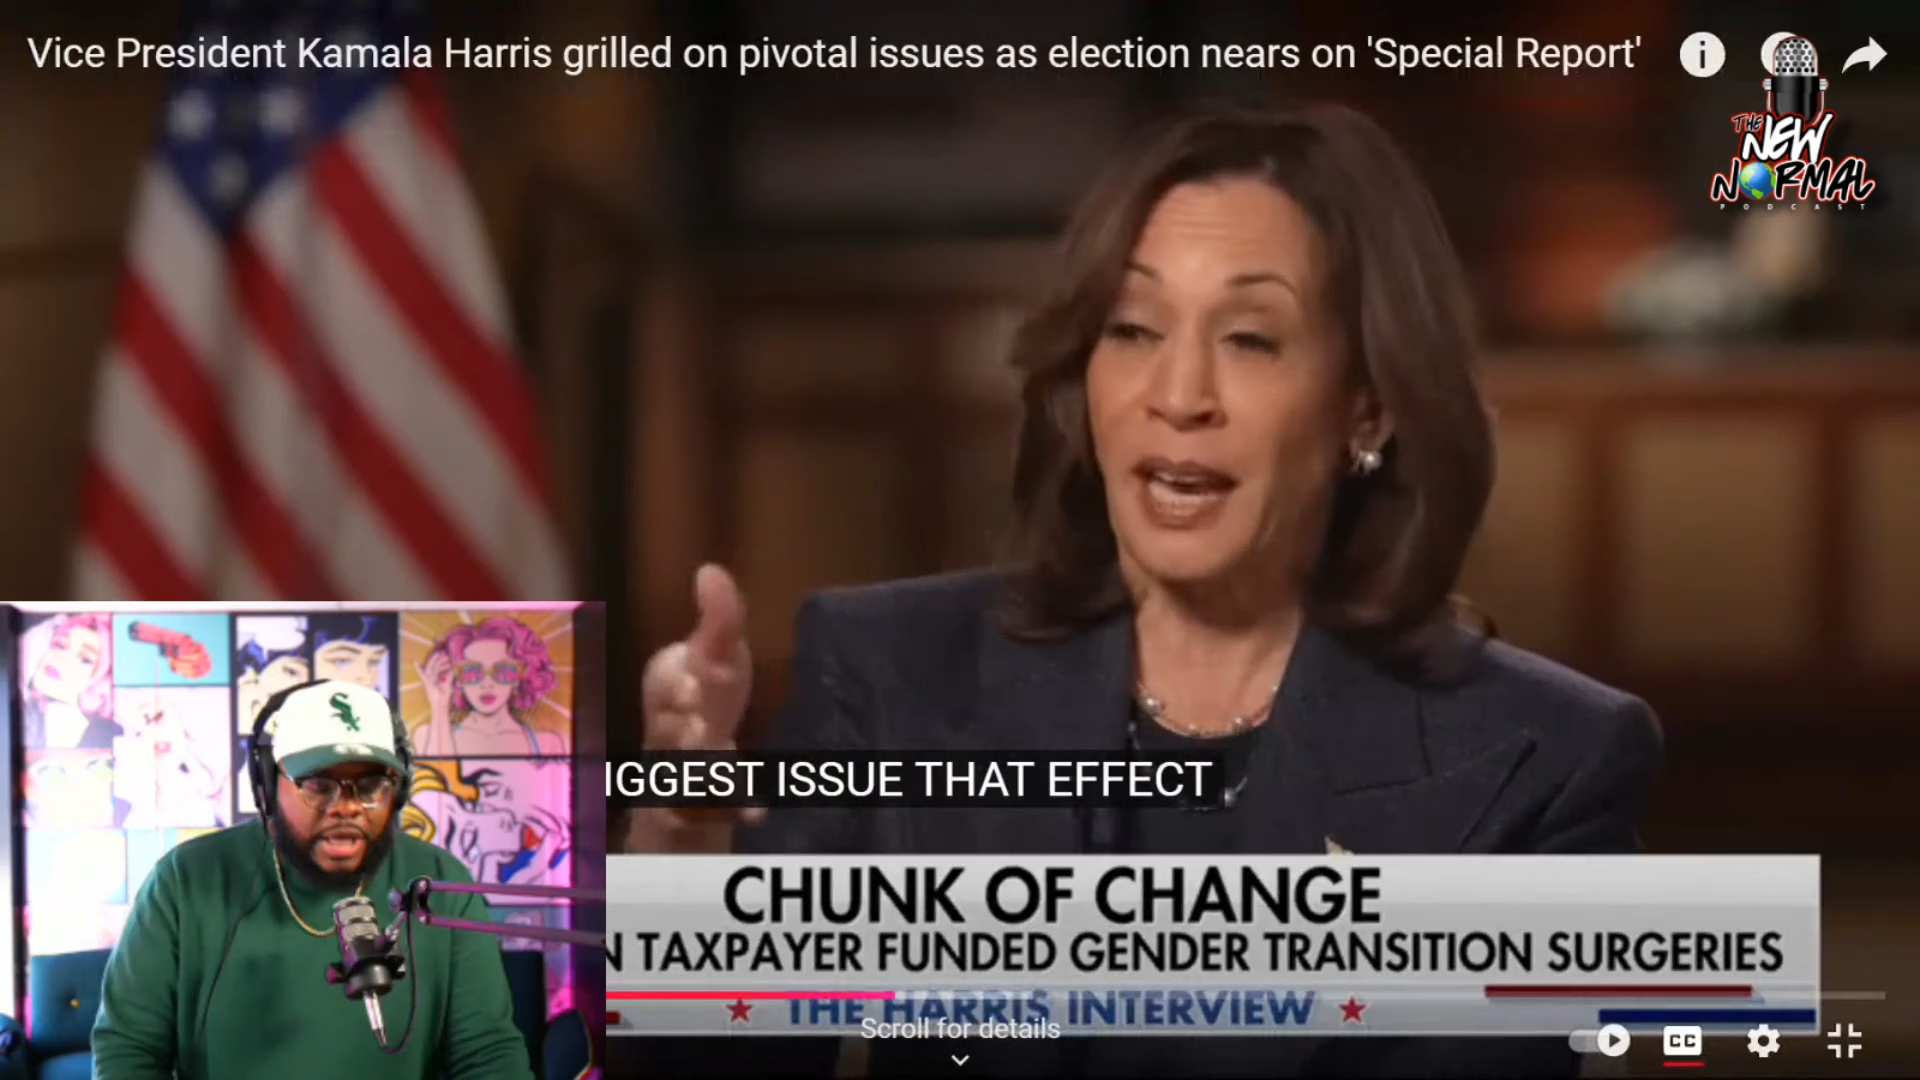 Vice President Kamala Harris grilled on pivotal issues as election nears on 'Special Report'
THE
NEW
NORMAL
PODCAST
IGGEST ISSUE THAT EFFECT
CHUNK OF CHANGE
N TAXPAYER FUNDED GENDER TRANSITION SURGERIES
THE HARRIS INTERVIEW
Scroll for details
CC